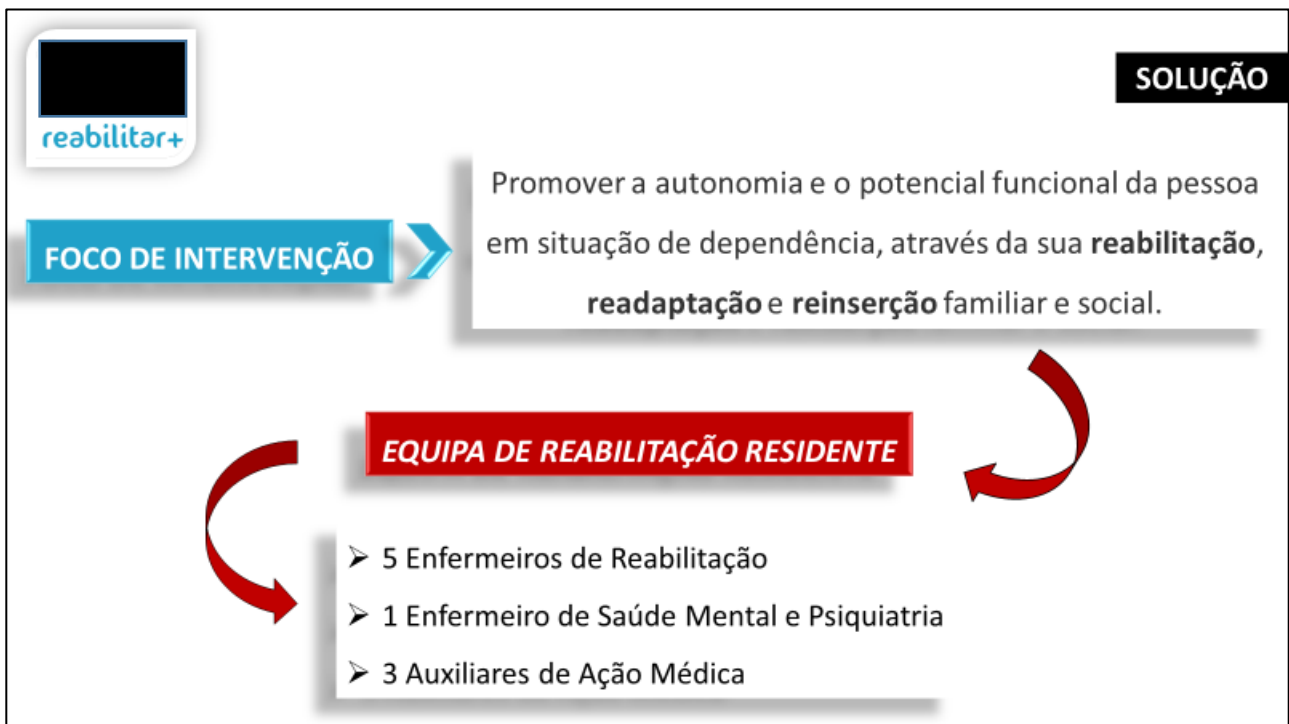 reabilitar+
SOLUÇÃO
FOCO DE INTERVENÇÃO
Promover a autonomia e o potencial funcional da pessoa
em situação de dependência, através da sua reabilitação,
readaptação e reinserção familiar e social.
EQUIPA DE REABILITAÇÃO RESIDENTE
➢ 5 Enfermeiros de Reabilitação
➢ 1 Enfermeiro de Saúde Mental e Psiquiatria
➢ 3 Auxiliares de Ação Médica